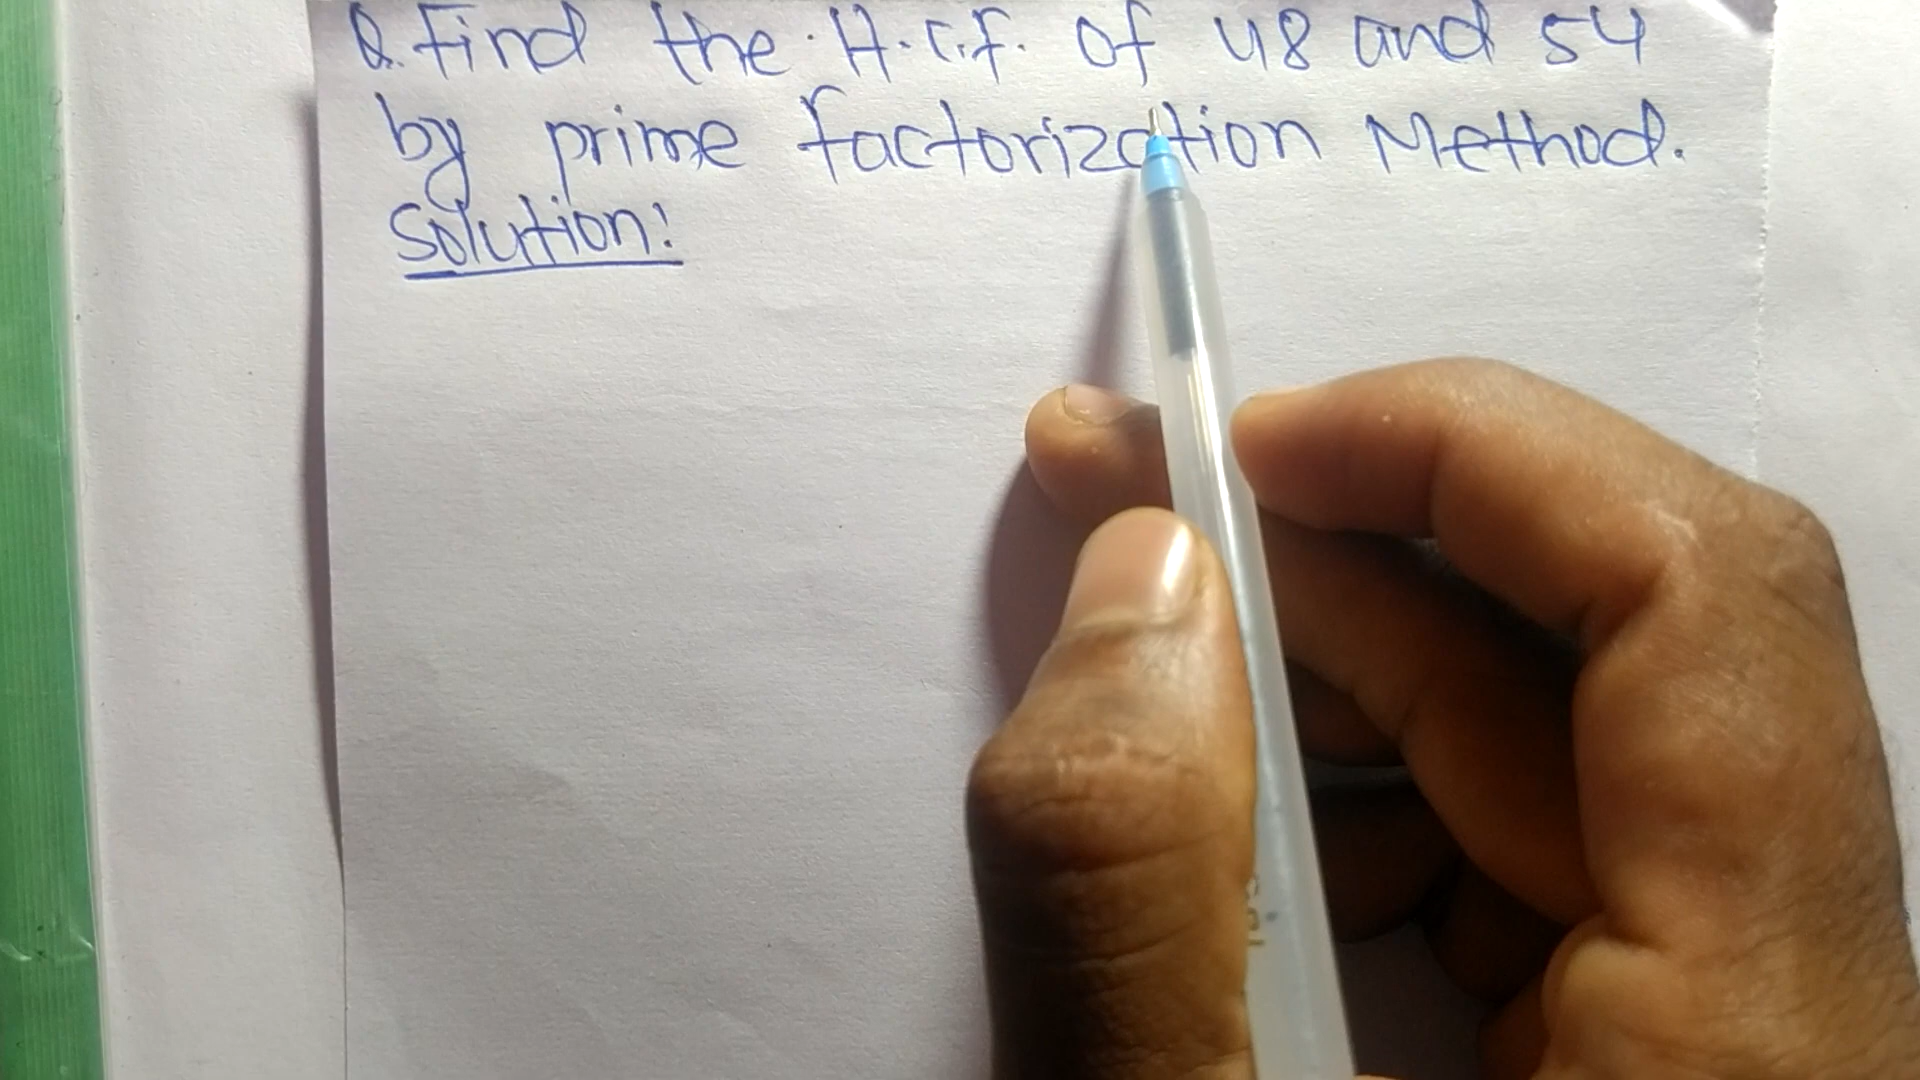 Q. Find the H.C.F. of 48 and 54
by prime factorization Method.
Solution: